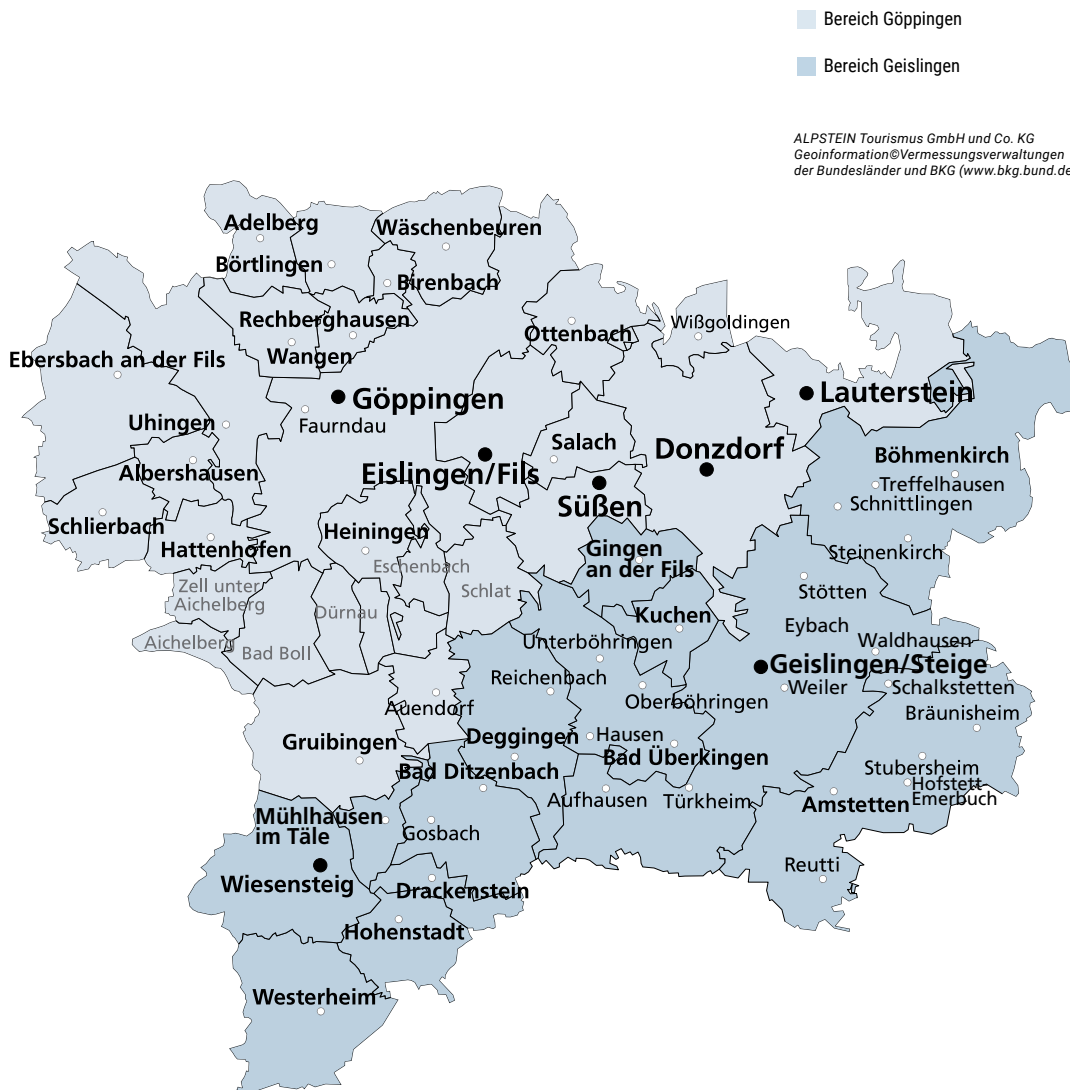 Bereich Göppingen
Bereich Geislingen
ALPSTEIN Tourismus GmbH und Co. KG
Geoinformation©Vermessungsverwaltungen
der Bundesländer und BKG (www.bkg.bund.de
Adelberg
Wäschenbeuren
Börtlingen
Birenbach
Rechberghausen
Wißgoldingen
Ottenbach
Wangen
Ebersbach an der Fils
Göppingen
Lauterstein
Uhingen
Faurndau
Salach
Donzdorf
Böhmenkirch
Albershausen
Eislingen/Fils
Treffelhausen
Süßen
Schnittlingen
Schlierbach
Heiningen
Hattenhofen
Gingen
an der Fils
Steinenkirch
Eschenbach
Zell unter
Aichelberg
Schlat
Stötten
Dürnau
Kuchen
Eybach
Aichelberg
Bad Boll
Unterböhringen
Waldhausen
Geislingen/Steige
Reichenbach
Weiler
Schalkstetten
Auendorf
Oberböhringen
Bräunisheim
Gruibingen
Deggingen
Hausen
Bad Überkingen
Bad Ditzenbach
Stubersheim
Hofstett-
Emerbuch
Aufhausen
Türkheim
Amstetten
Mühlhausen
im Täle
Gosbach
Reutti
Wiesensteig
Drackenstein
Hohenstadt
Westerheim